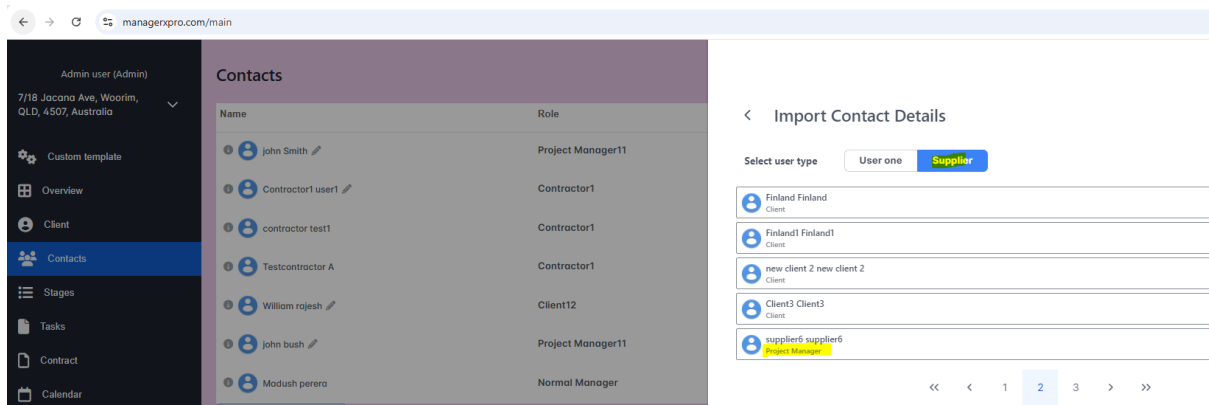 managerxpro.com/main
Admin user (Admin)
7/18 Jacana Ave, Woorim,
QLD, 4507, Australia
Custom template
Overview
Client
Contacts
Stages
Tasks
Contract
Calendar
Contacts
Name Role
john Smith Project Manager11
Contractor1 user1 Contractor1
contractor test1 Contractor1
Testcontractor A Contractor1
William rajesh Client12
john bush Project Manager11
Madush perera Normal Manager
Import Contact Details
Select user type User one Supplier
Finland Finland
Client
Finland1 Finland1
Client
new client 2 new client 2
Client
Client3 Client3
Client
supplier6 supplier6
Project Manager
<< < 1 2 3 > >>